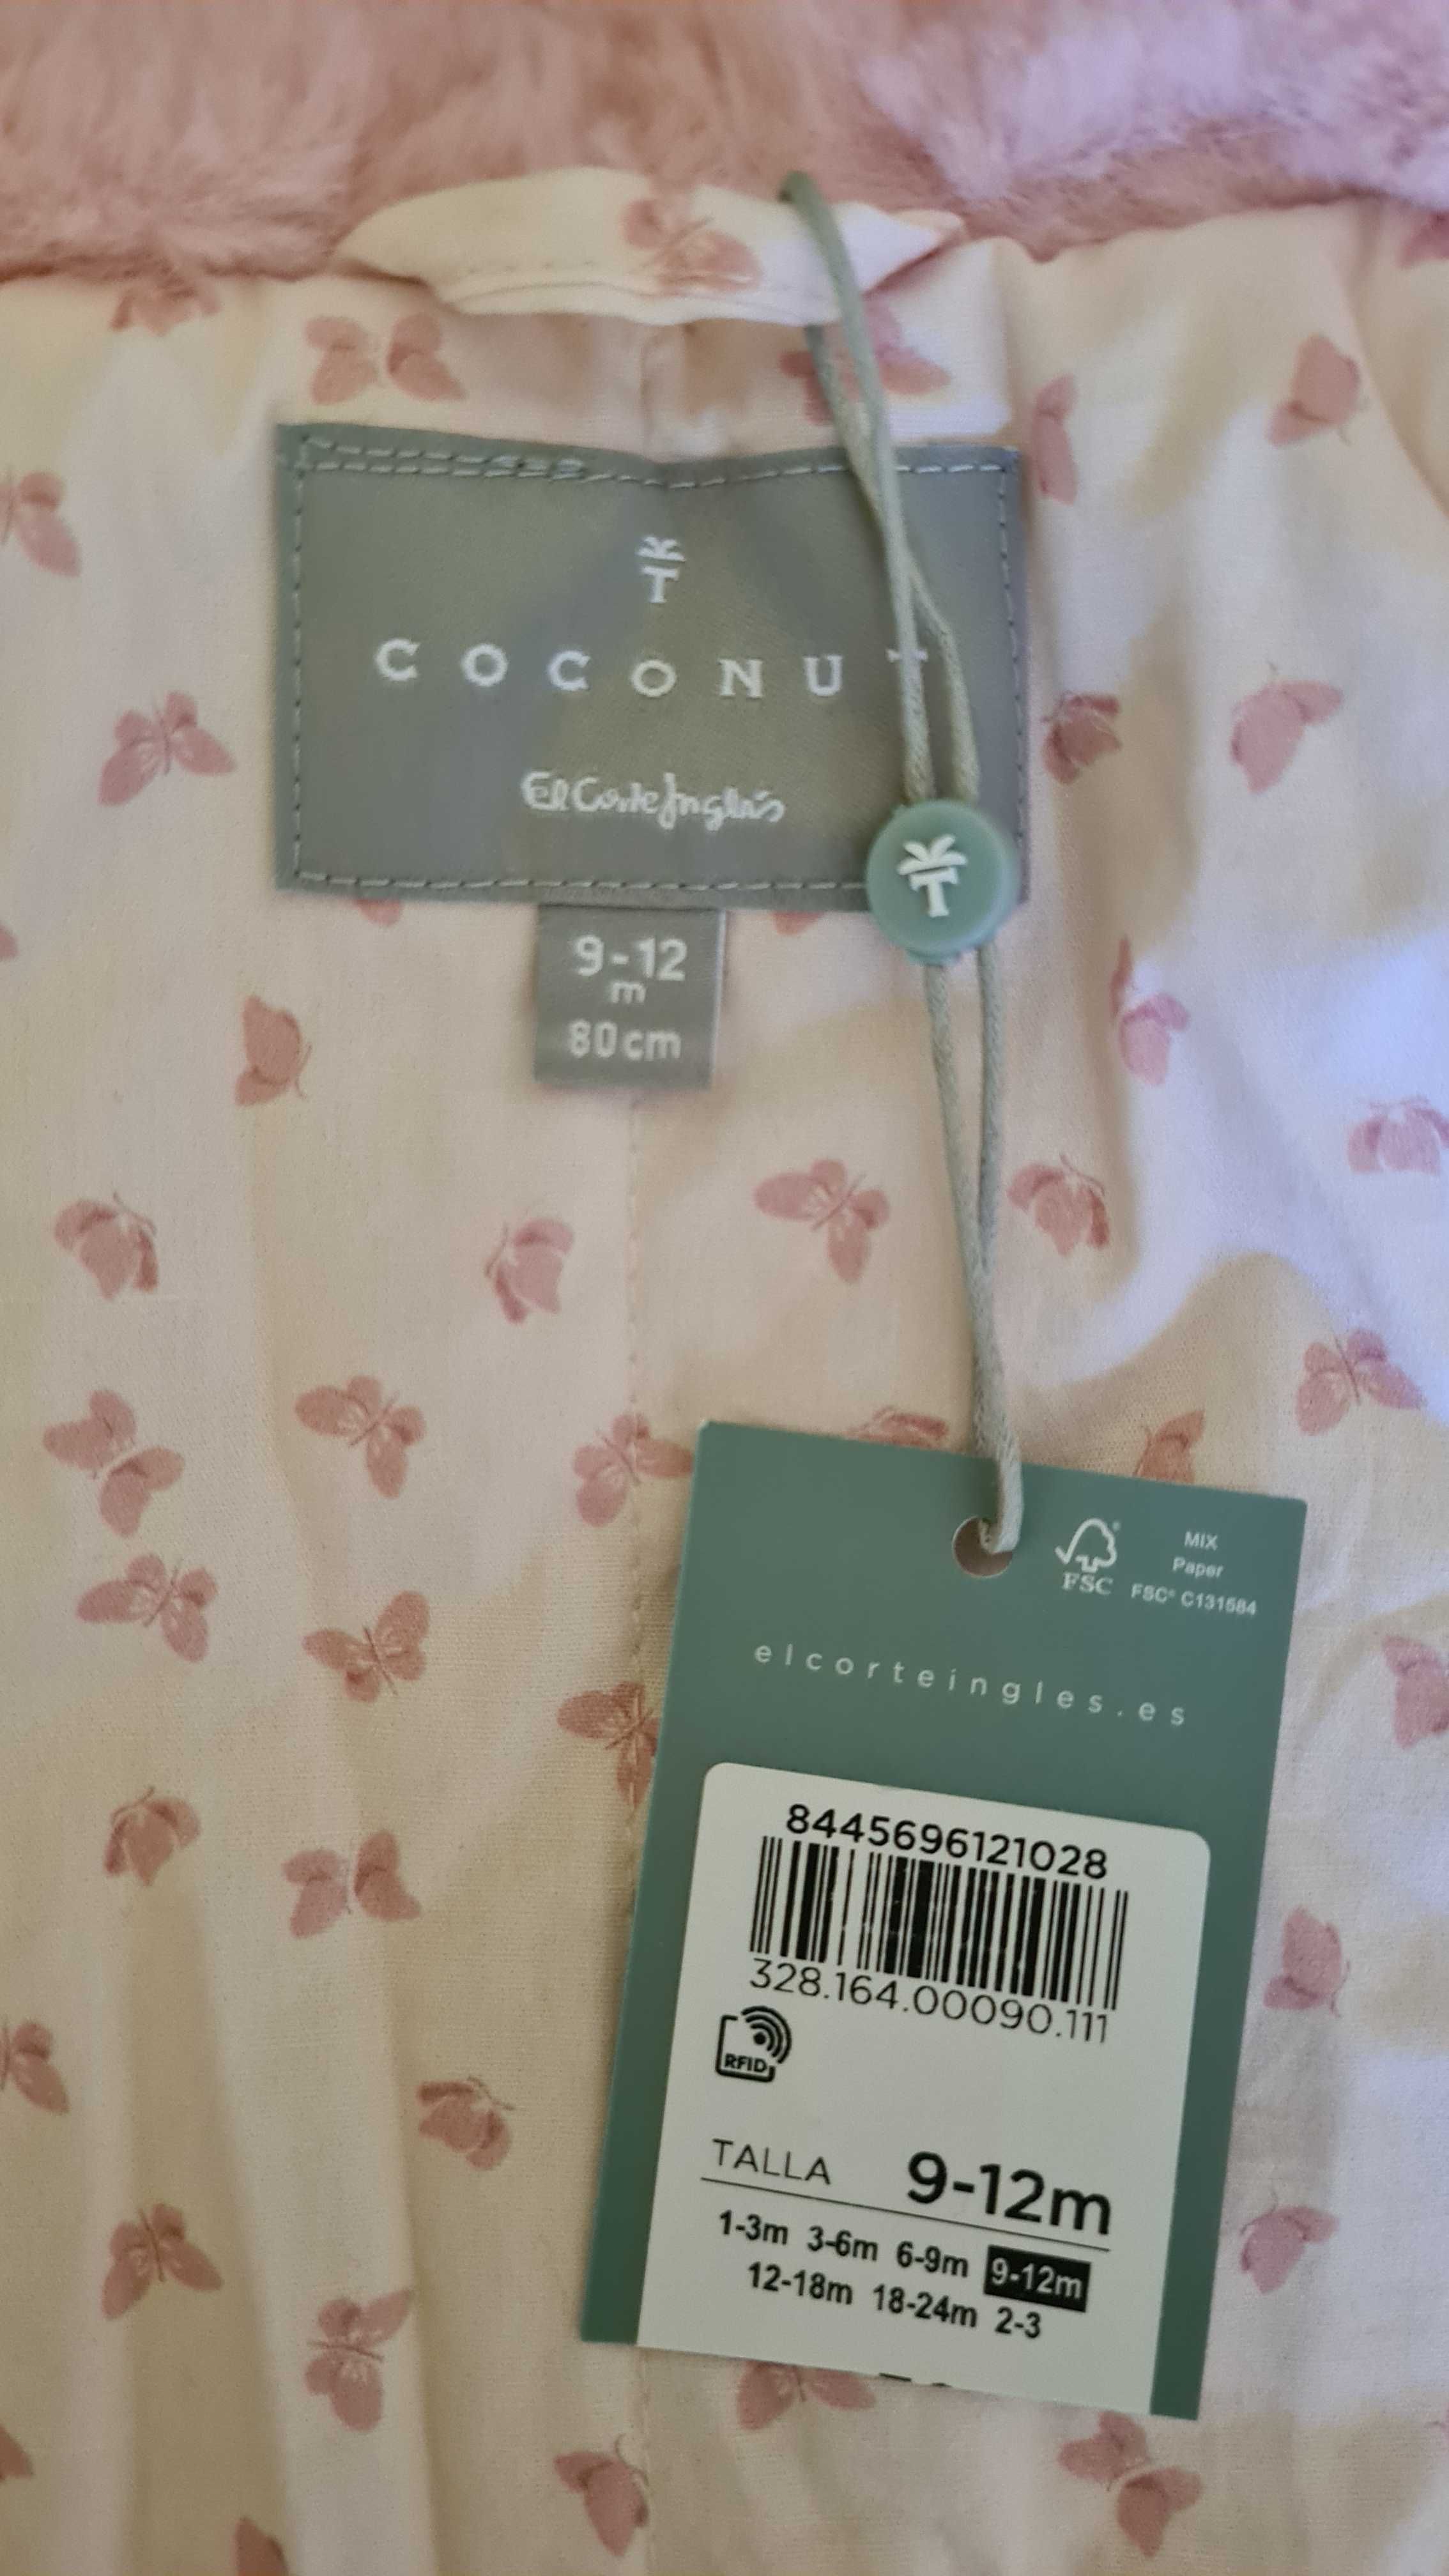 T
COCONUT
El Corte Inglés
9-12
m
80cm
T
FSC®
MIX
Paper
FSC® C131584
elcorteingles.es
8445696121028
328.164.00090.111
RFID
TALLA 9-12m
1-3m 3-6m 6-9m 9-12m
12-18m 18-24m 2-3